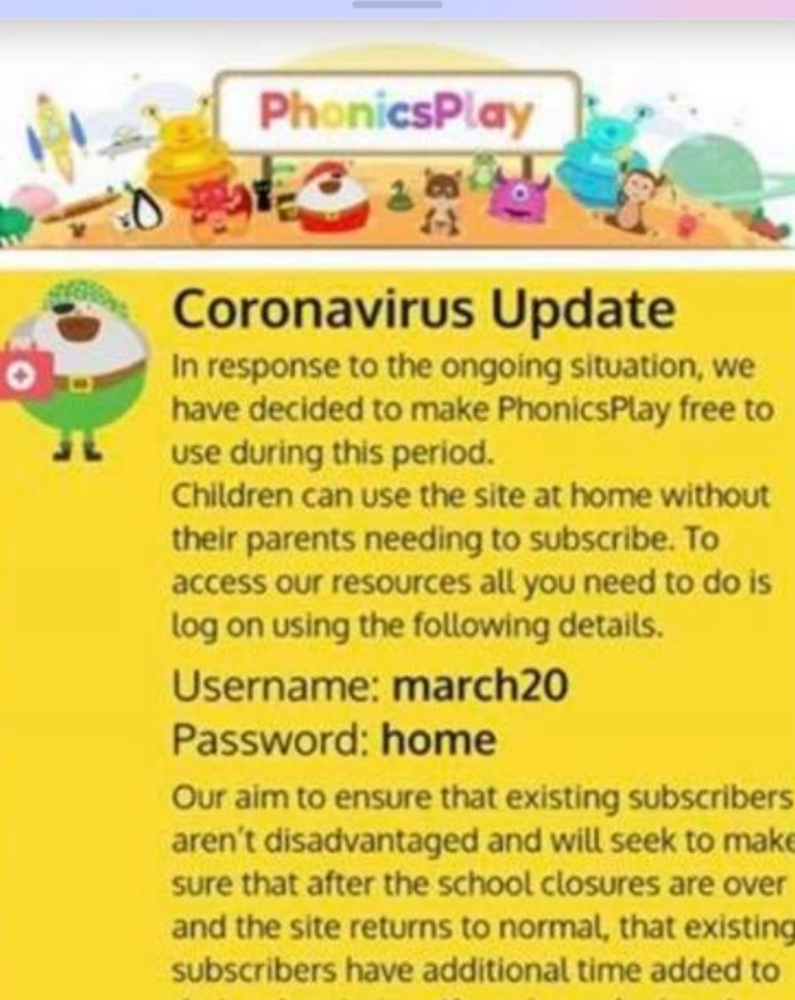 PhonicsPlay
Coronavirus Update
In response to the ongoing situation, we
have decided to make PhonicsPlay free to
use during this period.
Children can use the site at home without
their parents needing to subscribe. To
access our resources all you need to do is
log on using the following details.
Username: march20
Password: home
Our aim to ensure that existing subscribers
aren't disadvantaged and will seek to make
sure that after the school closures are over
and the site returns to normal, that existing
subscribers have additional time added to